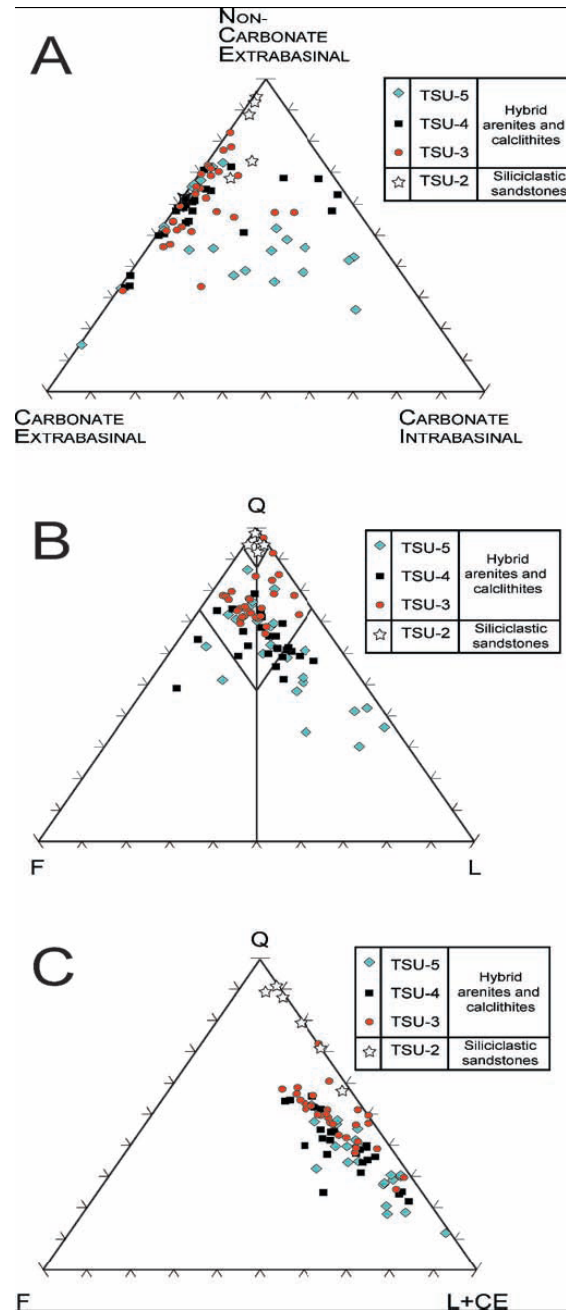 A
NON-
CARBONATE
EXTRABASINAL
TSU-5
TSU-4
TSU-3
Hybrid
arenites and
calclithites
TSU-2
Siliciclastic
sandstones
CARBONATE
EXTRABASINAL
CARBONATE
INTRABASINAL
B
Q
TSU-5
TSU-4
TSU-3
Hybrid
arenites and
calclithites
TSU-2
Siliciclastic
sandstones
F
L
C
Q
TSU-5
TSU-4
TSU-3
Hybrid
arenites and
calclithites
TSU-2
Siliciclastic
sandstones
F
L+CE